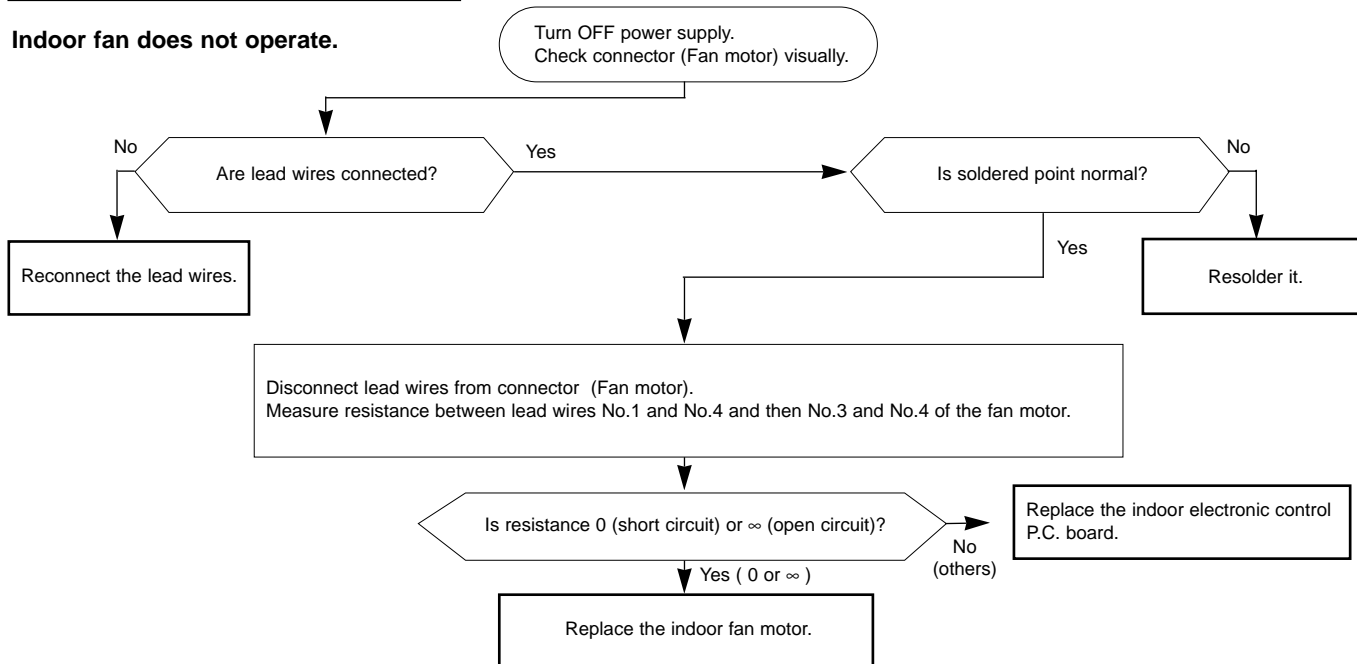 Indoor fan does not operate.
Turn OFF power supply.
Check connector (Fan motor) visually.
No
Are lead wires connected?
Yes
Is soldered point normal?
No
Reconnect the lead wires.
Yes
Resolder it.
Disconnect lead wires from connector (Fan motor).
Measure resistance between lead wires No.1 and No.4 and then No.3 and No.4 of the fan motor.
Is resistance 0 (short circuit) or ∞ (open circuit)?
No
(others)
Replace the indoor electronic control
P.C. board.
Yes ( 0 or ∞ )
Replace the indoor fan motor.